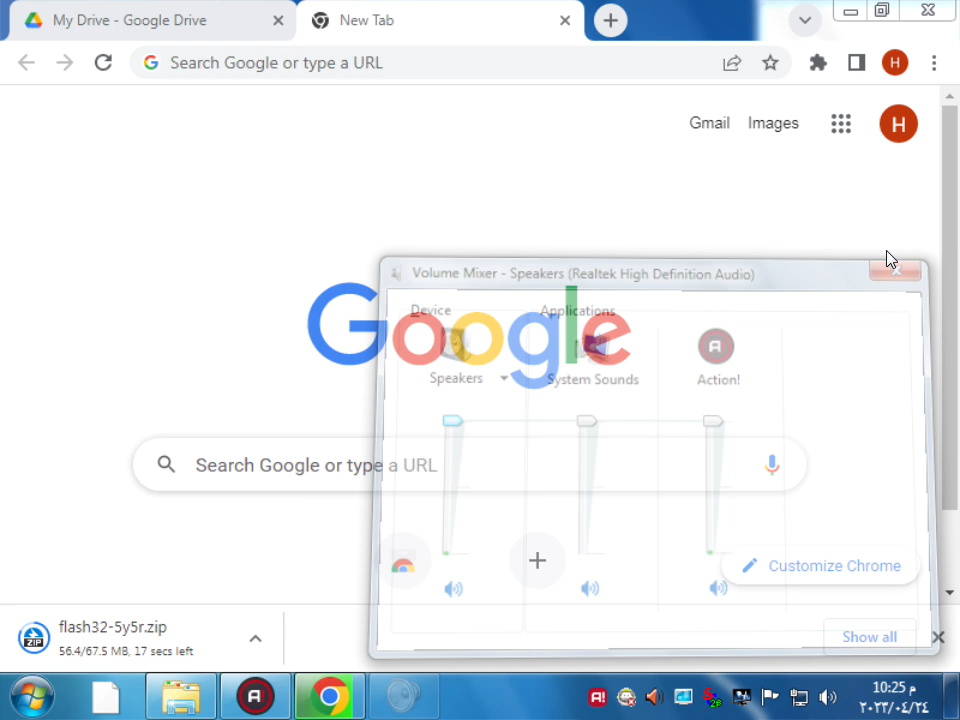 My Drive - Google Drive
New Tab
Search Google or type a URL
H
Gmail
Images
H
Volume Mixer - Speakers (Realtek High Definition Audio)
Google
Device
Applications
Speakers
System Sounds
Action!
Search Google or type a URL
Customize Chrome
flash32-5y5r.zip
56.4/67.5 MB, 17 secs left
ZIP
Show all
10:25 م
٢٠٢٢/٠٤/٢٤